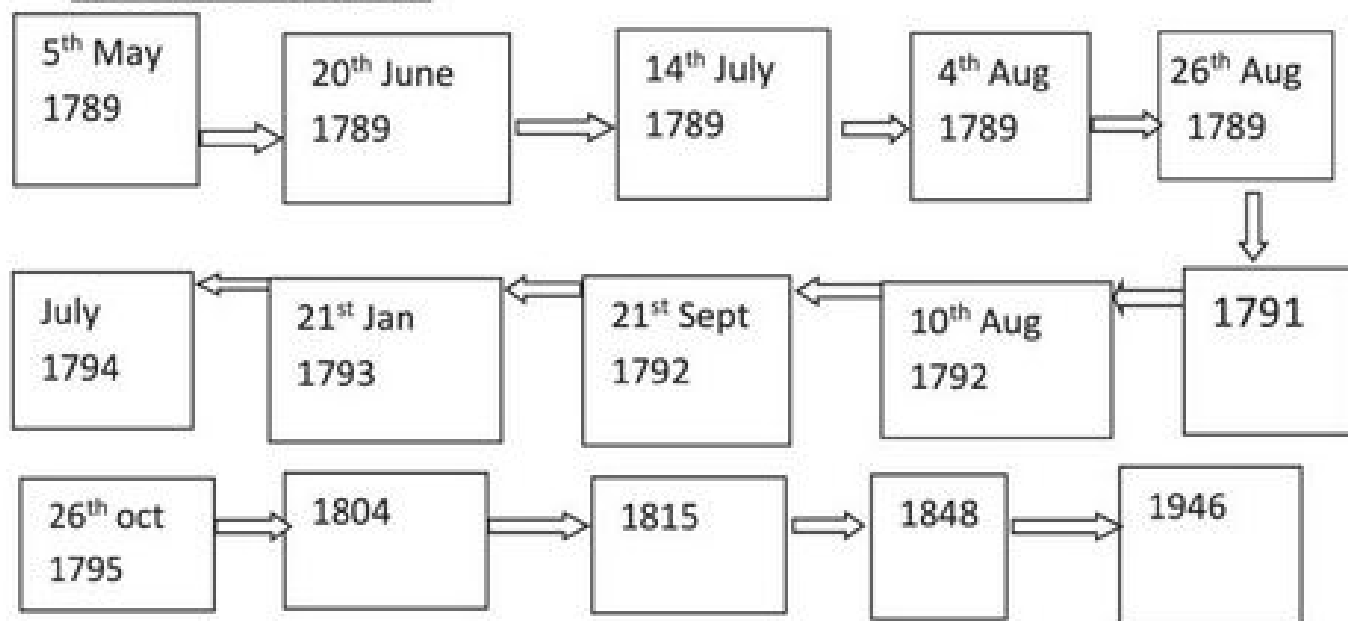 5th May
1789
20th June
1789
14th July
1789
4th Aug
1789
26th Aug
1789
1791
10th Aug
1792
21st Sept
1792
21st Jan
1793
July
1794
26th oct
1795
1804
1815
1848
1946